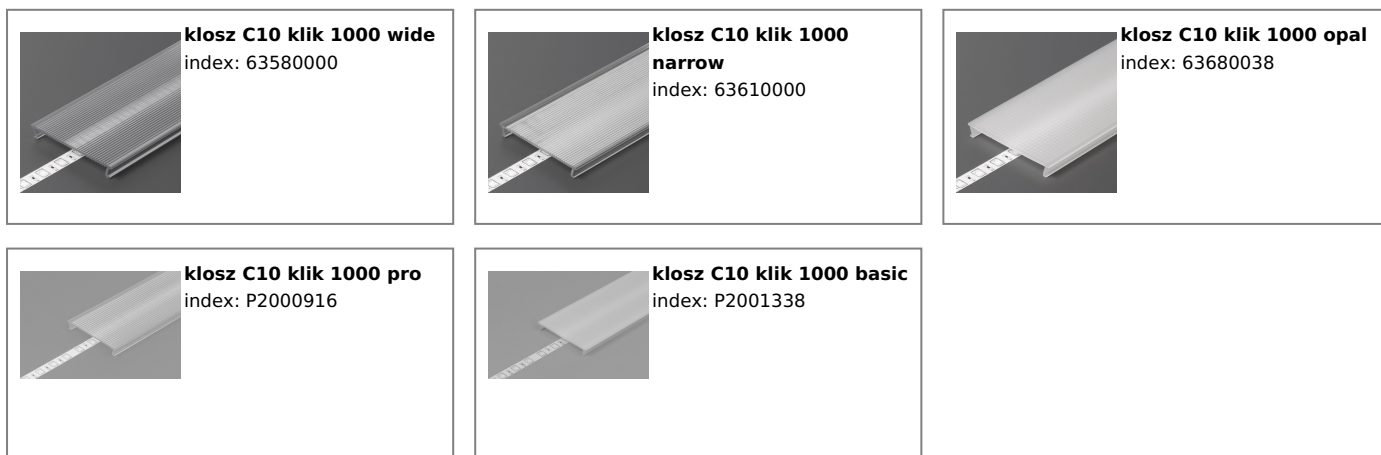 klosz C10 klik 1000 wide
index: 63580000
klosz C10 klik 1000
narrow
index: 63610000
klosz C10 klik 1000 opal
index: 63680038
klosz C10 klik 1000 pro
index: P2000916
klosz C10 klik 1000 basic
index: P2001338